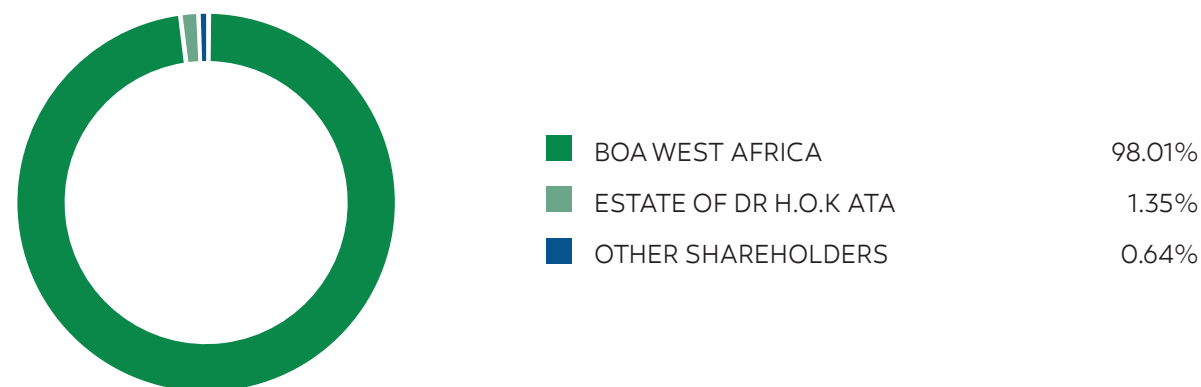 BOA WEST AFRICA 98.01%
ESTATE OF DR H.O.K ATA 1.35%
OTHER SHAREHOLDERS 0.64%